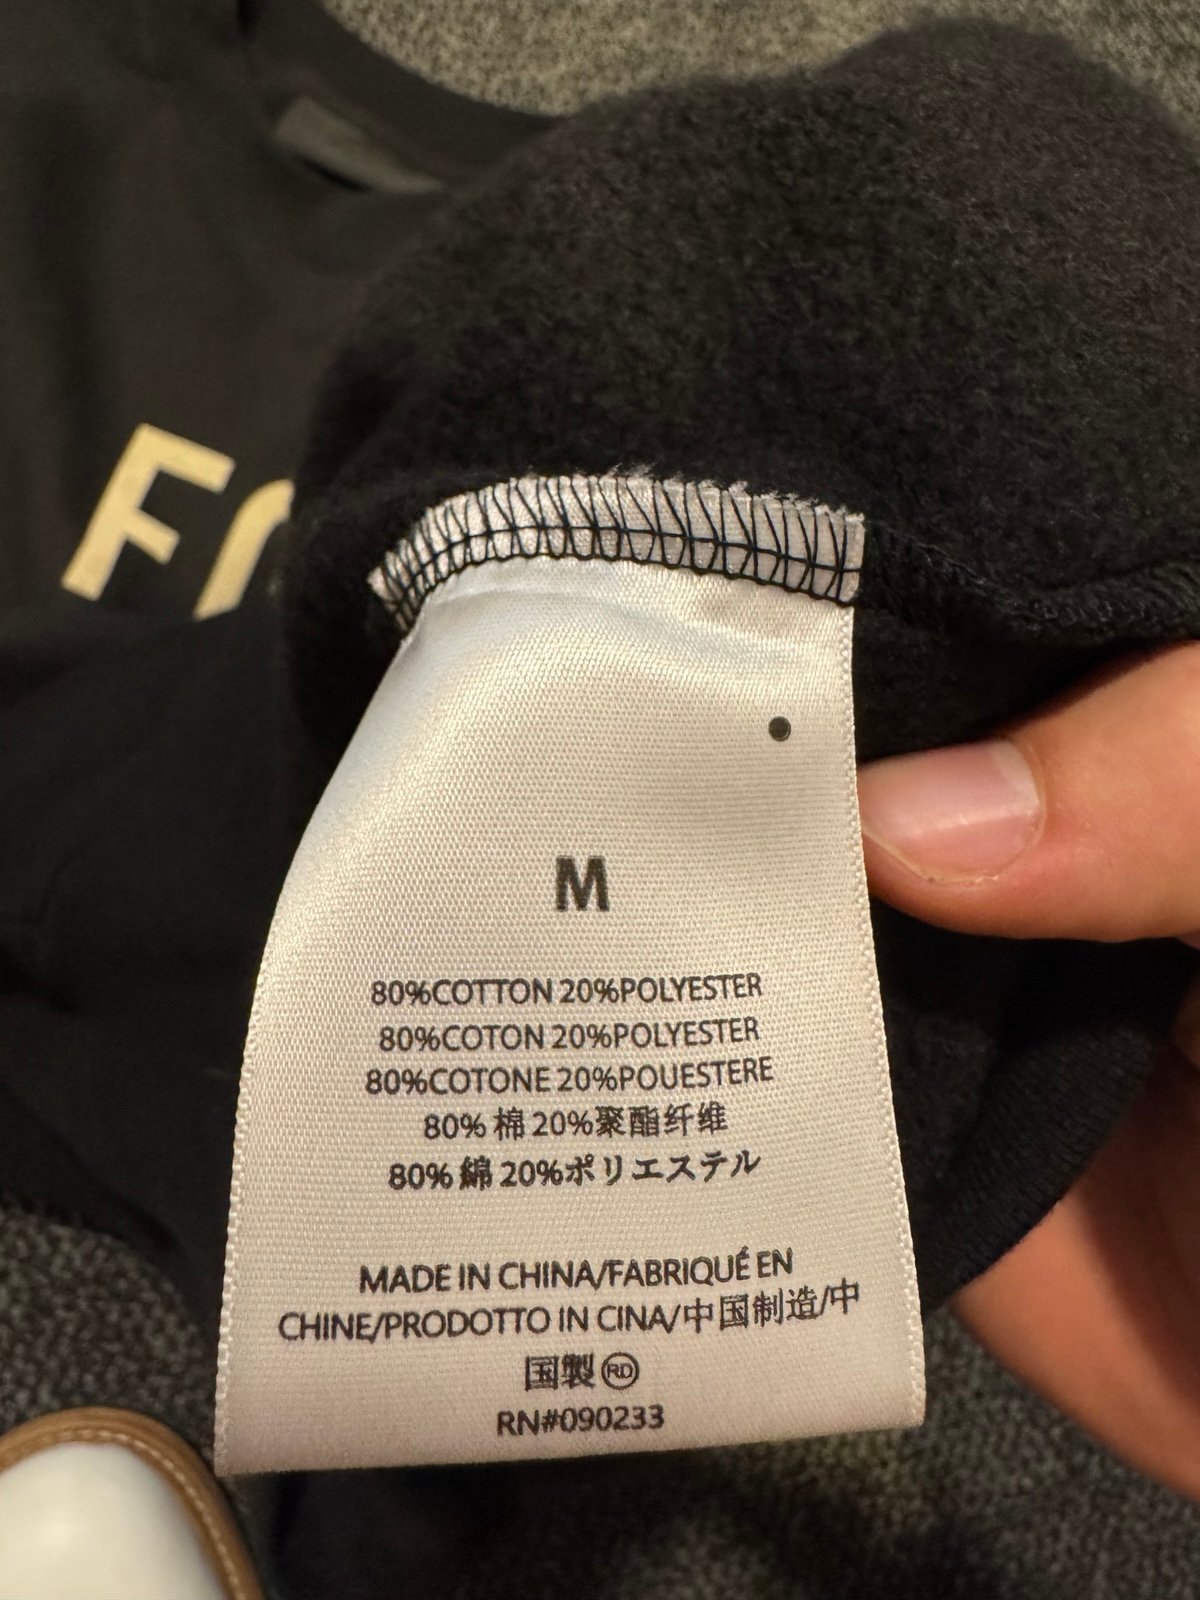 F
M
80%COTTON 20%POLYESTER
80%COTON 20%POLYESTER
80%COTONE 20%POUESTERE
80% 棉 20%聚酯纤维
80% 綿 20%ポリエステル
MADE IN CHINA/FABRIQUÉ EN
CHINE/PRODOTTO IN CINA/中国制造/中
国製 RD
RN#090233